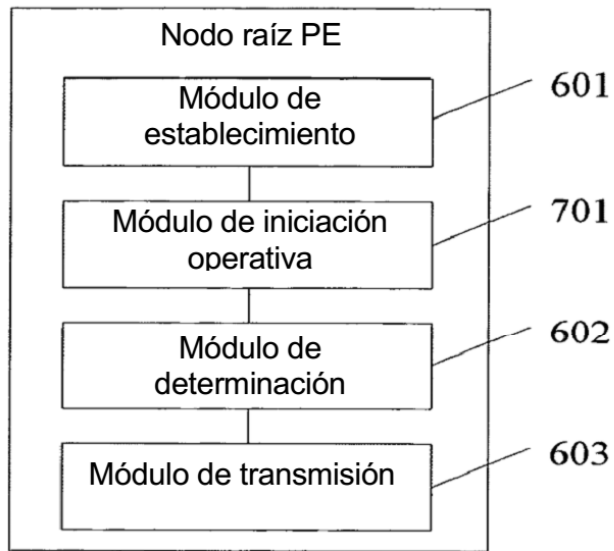 Nodo raíz PE
Módulo de
establecimiento
601
Módulo de iniciación
operativa
701
Módulo de
determinación
602
Módulo de transmisión
603